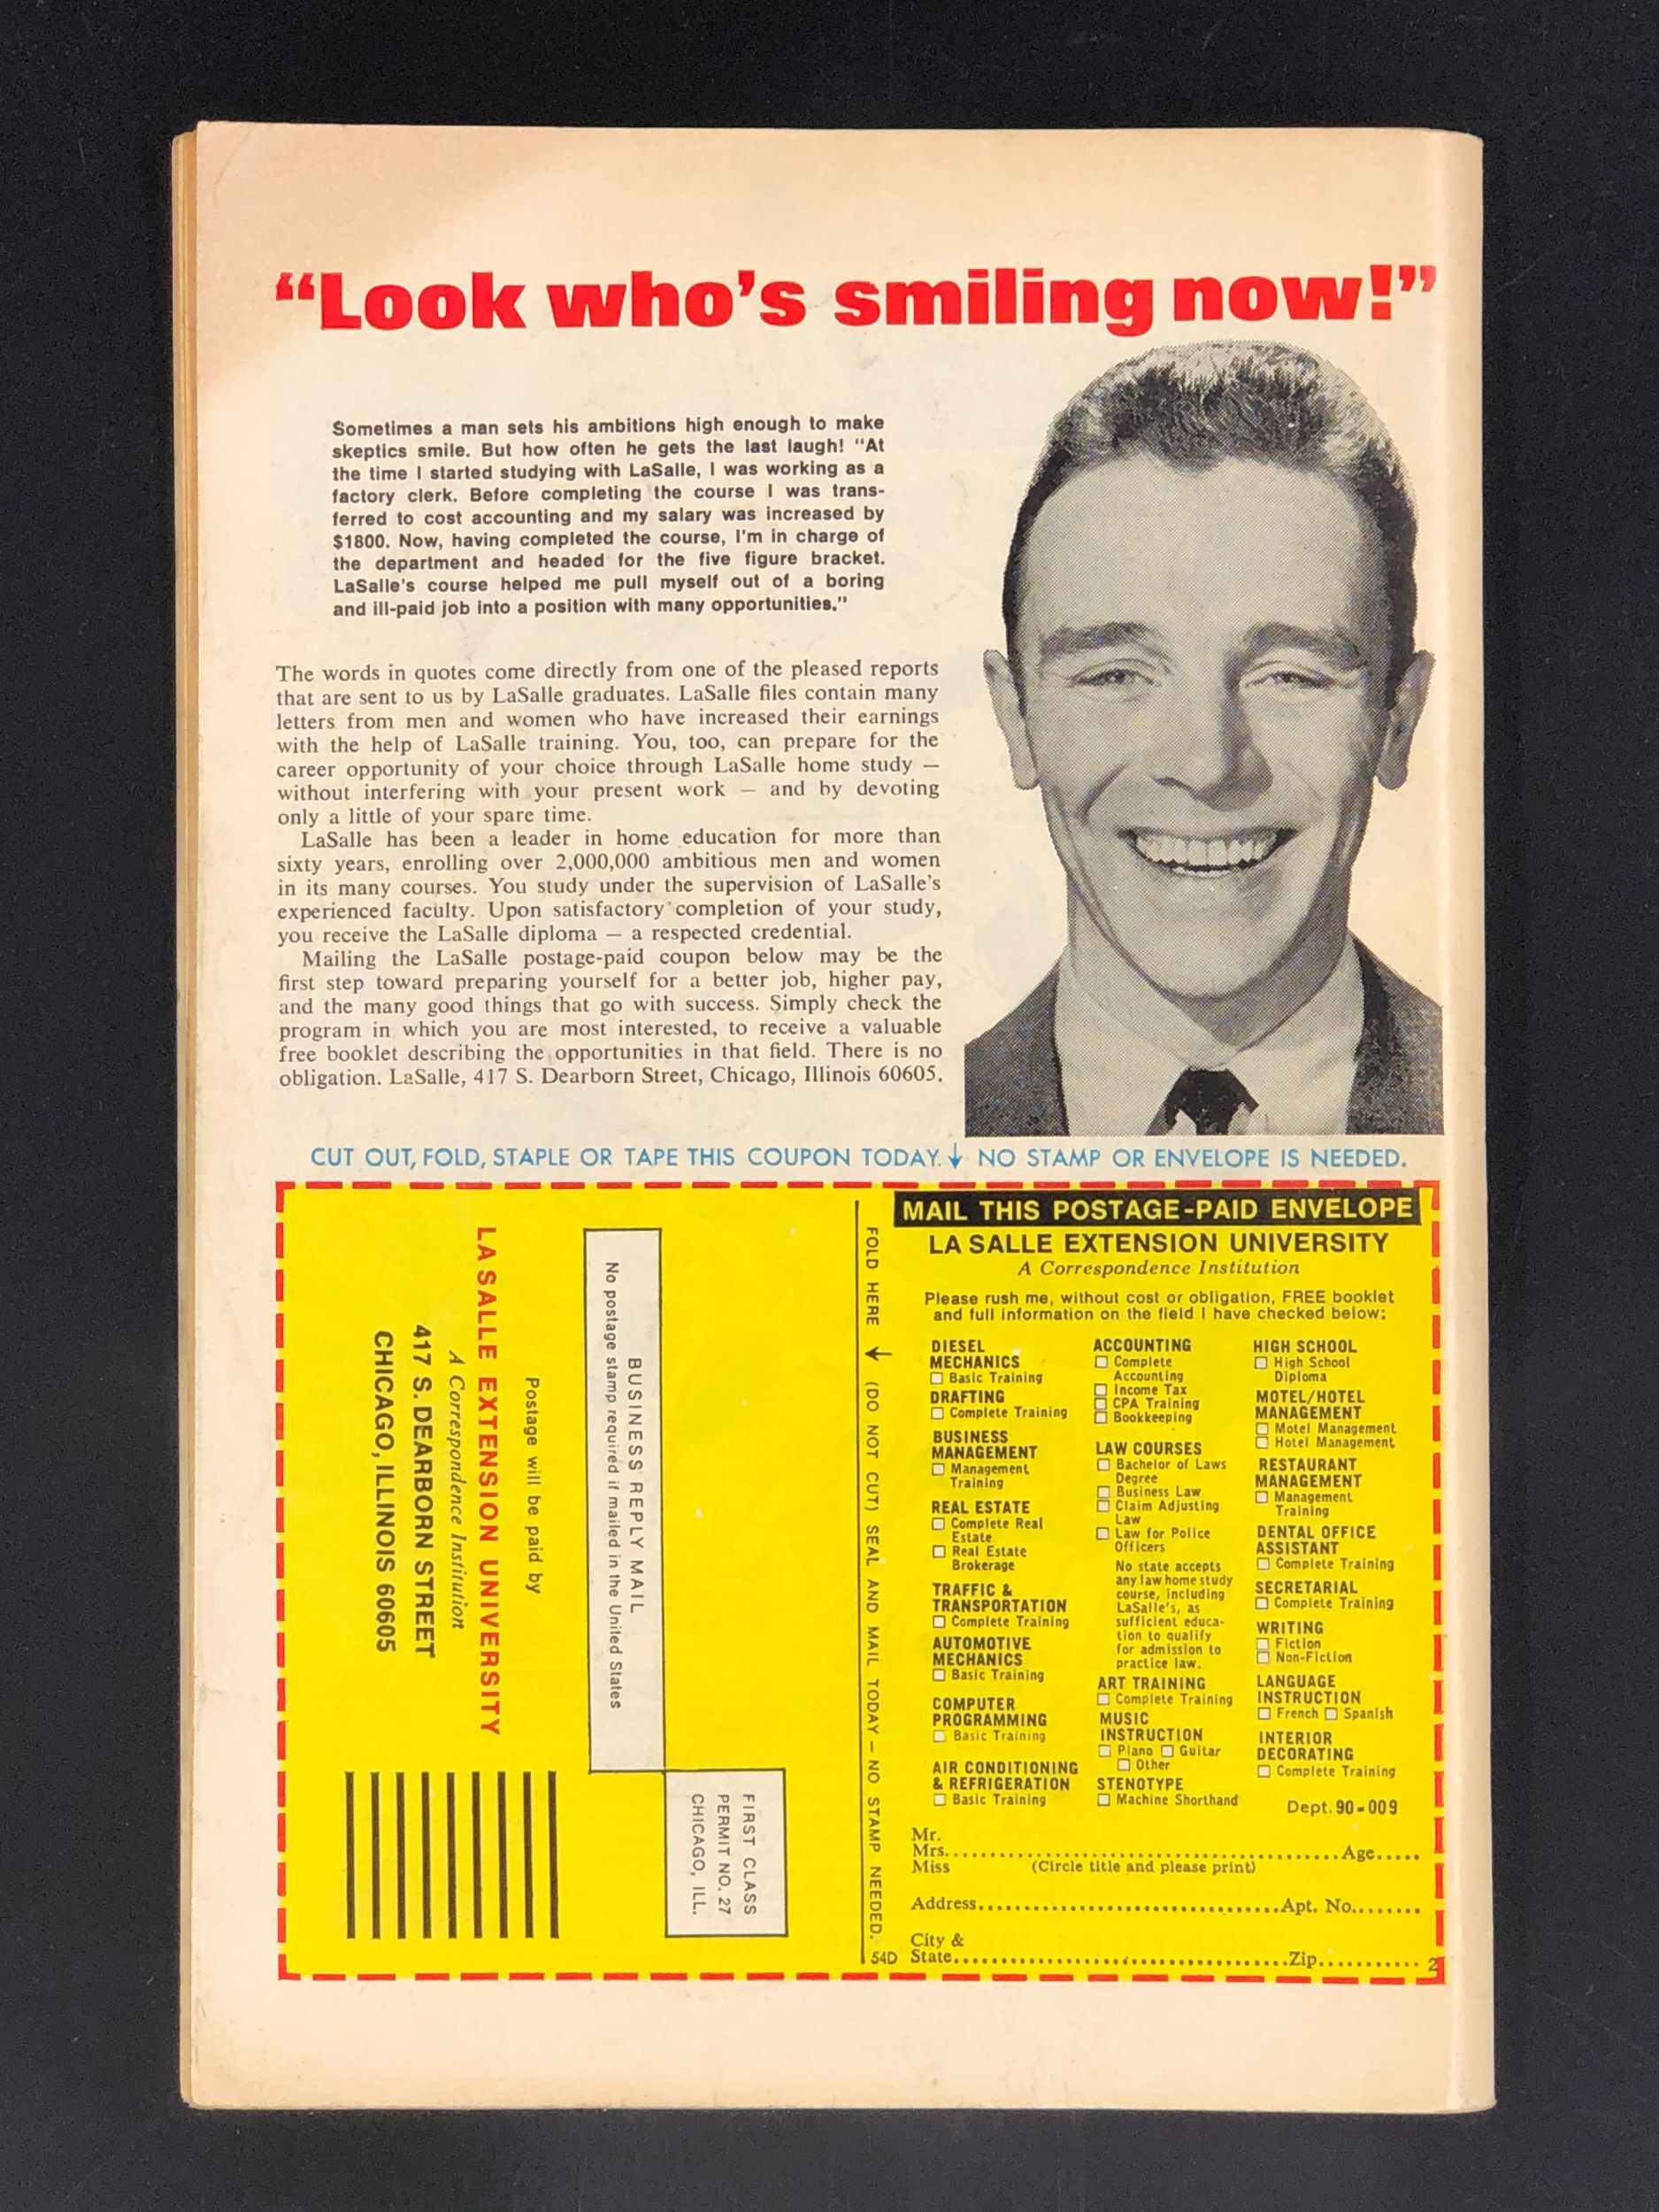 “Look who’s smiling now!”
Sometimes a man sets his ambitions high enough to make
skeptics smile. But how often he gets the last laugh! “At
the time I started studying with LaSalle, I was working as a
factory clerk. Before completing the course I was trans-
ferred to cost accounting and my salary was increased by
$1800. Now, having completed the course, I'm in charge of
the department and headed for the five figure bracket.
LaSalle's course helped me pull myself out of a boring
and ill-paid job into a position with many opportunities."
The words in quotes come directly from one of the pleased reports
that are sent to us by LaSalle graduates. LaSalle files contain many
letters from men and women who have increased their earnings
with the help of LaSalle training. You, too, can prepare for the
career opportunity of your choice through LaSalle home study —
without interfering with your present work — and by devoting
only a little of your spare time.
LaSalle has been a leader in home education for more than
sixty years, enrolling over 2,000,000 ambitious men and women
in its many courses. You study under the supervision of LaSalle's
experienced faculty. Upon satisfactory completion of your study,
you receive the LaSalle diploma — a respected credential.
Mailing the LaSalle postage-paid coupon below may be the
first step toward preparing yourself for a better job, higher pay,
and the many good things that go with success. Simply check the
program in which you are most interested, to receive a valuable
free booklet describing the opportunities in that field. There is no
obligation. LaSalle, 417 S. Dearborn Street, Chicago, Illinois 60605.
CUT OUT, FOLD, STAPLE OR TAPE THIS COUPON TODAY.↓ NO STAMP OR ENVELOPE IS NEEDED.
FIRST CLASS
PERMIT NO. 27
CHICAGO, ILL.
BUSINESS REPLY MAIL
No postage stamp required if mailed in the United States
Postage will be paid by
LA SALLE EXTENSION UNIVERSITY
A Correspondence Institution
417 S. DEARBORN STREET
CHICAGO, ILLINOIS 60605
FOLD HERE ↓ (DO NOT CUT) SEAL AND MAIL TODAY — NO STAMP NEEDED.
54D
MAIL THIS POSTAGE-PAID ENVELOPE
LA SALLE EXTENSION UNIVERSITY
A Correspondence Institution
Please rush me, without cost or obligation, FREE booklet
and full information on the field I have checked below:
DIESEL
MECHANICS
☐ Basic Training
DRAFTING
☐ Complete Training
BUSINESS
MANAGEMENT
☐ Management
Training
REAL ESTATE
☐ Complete Real
Estate
☐ Real Estate
Brokerage
TRAFFIC &
TRANSPORTATION
☐ Complete Training
AUTOMOTIVE
MECHANICS
☐ Basic Training
COMPUTER
PROGRAMMING
☐ Basic Training
AIR CONDITIONING
& REFRIGERATION
☐ Basic Training
ACCOUNTING
☐ Complete
Accounting
☐ Income Tax
☐ CPA Training
☐ Bookkeeping
LAW COURSES
☐ Bachelor of Laws
Degree
☐ Business Law
☐ Claim Adjusting
Law
☐ Law for Police
Officers
No state accepts
any law home study
course, including
LaSalle's, as
sufficient educa-
tion to qualify
for admission to
practice law.
ART TRAINING
☐ Complete Training
MUSIC
INSTRUCTION
☐ Piano ☐ Guitar
☐ Other
STENOTYPE
☐ Machine Shorthand
HIGH SCHOOL
☐ High School
Diploma
MOTEL/HOTEL
MANAGEMENT
☐ Motel Management
☐ Hotel Management
RESTAURANT
MANAGEMENT
☐ Management
Training
DENTAL OFFICE
ASSISTANT
☐ Complete Training
SECRETARIAL
☐ Complete Training
WRITING
☐ Fiction
☐ Non-Fiction
LANGUAGE
INSTRUCTION
☐ French ☐ Spanish
INTERIOR
DECORATING
☐ Complete Training
Dept. 90-009
Mr.
Mrs. Age
Miss (Circle title and please print)
Address Apt. No.
City &
State Zip 2